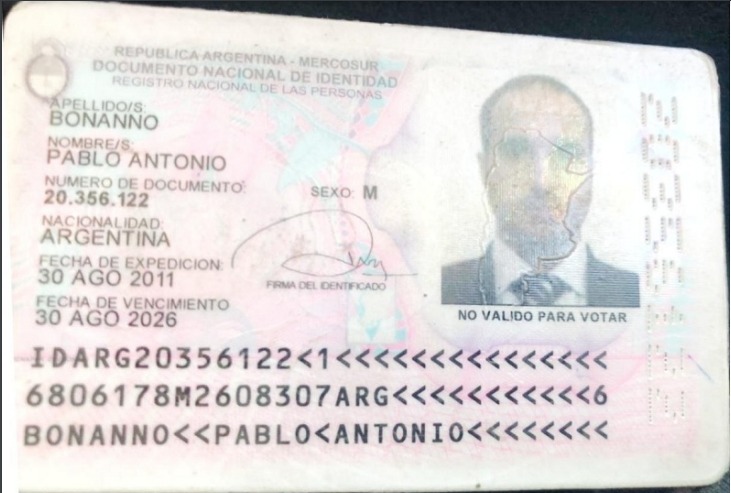 REPUBLICA ARGENTINA - MERCOSUR
DOCUMENTO NACIONAL DE IDENTIDAD
REGISTRO NACIONAL DE LAS PERSONAS
APELLIDO/S:
BONANNO
NOMBRE/S:
PABLO ANTONIO
NUMERO DE DOCUMENTO:
20.356.122
SEXO: M
NACIONALIDAD:
ARGENTINA
FECHA DE EXPEDICION:
30 AGO 2011
FIRMA DEL IDENTIFICADO
FECHA DE VENCIMIENTO
30 AGO 2026
NO VALIDO PARA VOTAR
IDARG20356122<1<<<<<<<<<<<<<<<
6806178M2608307ARG<<<<<<<<<<<6
BONANNO<<PABLO<ANTONIO<<<<<<<<